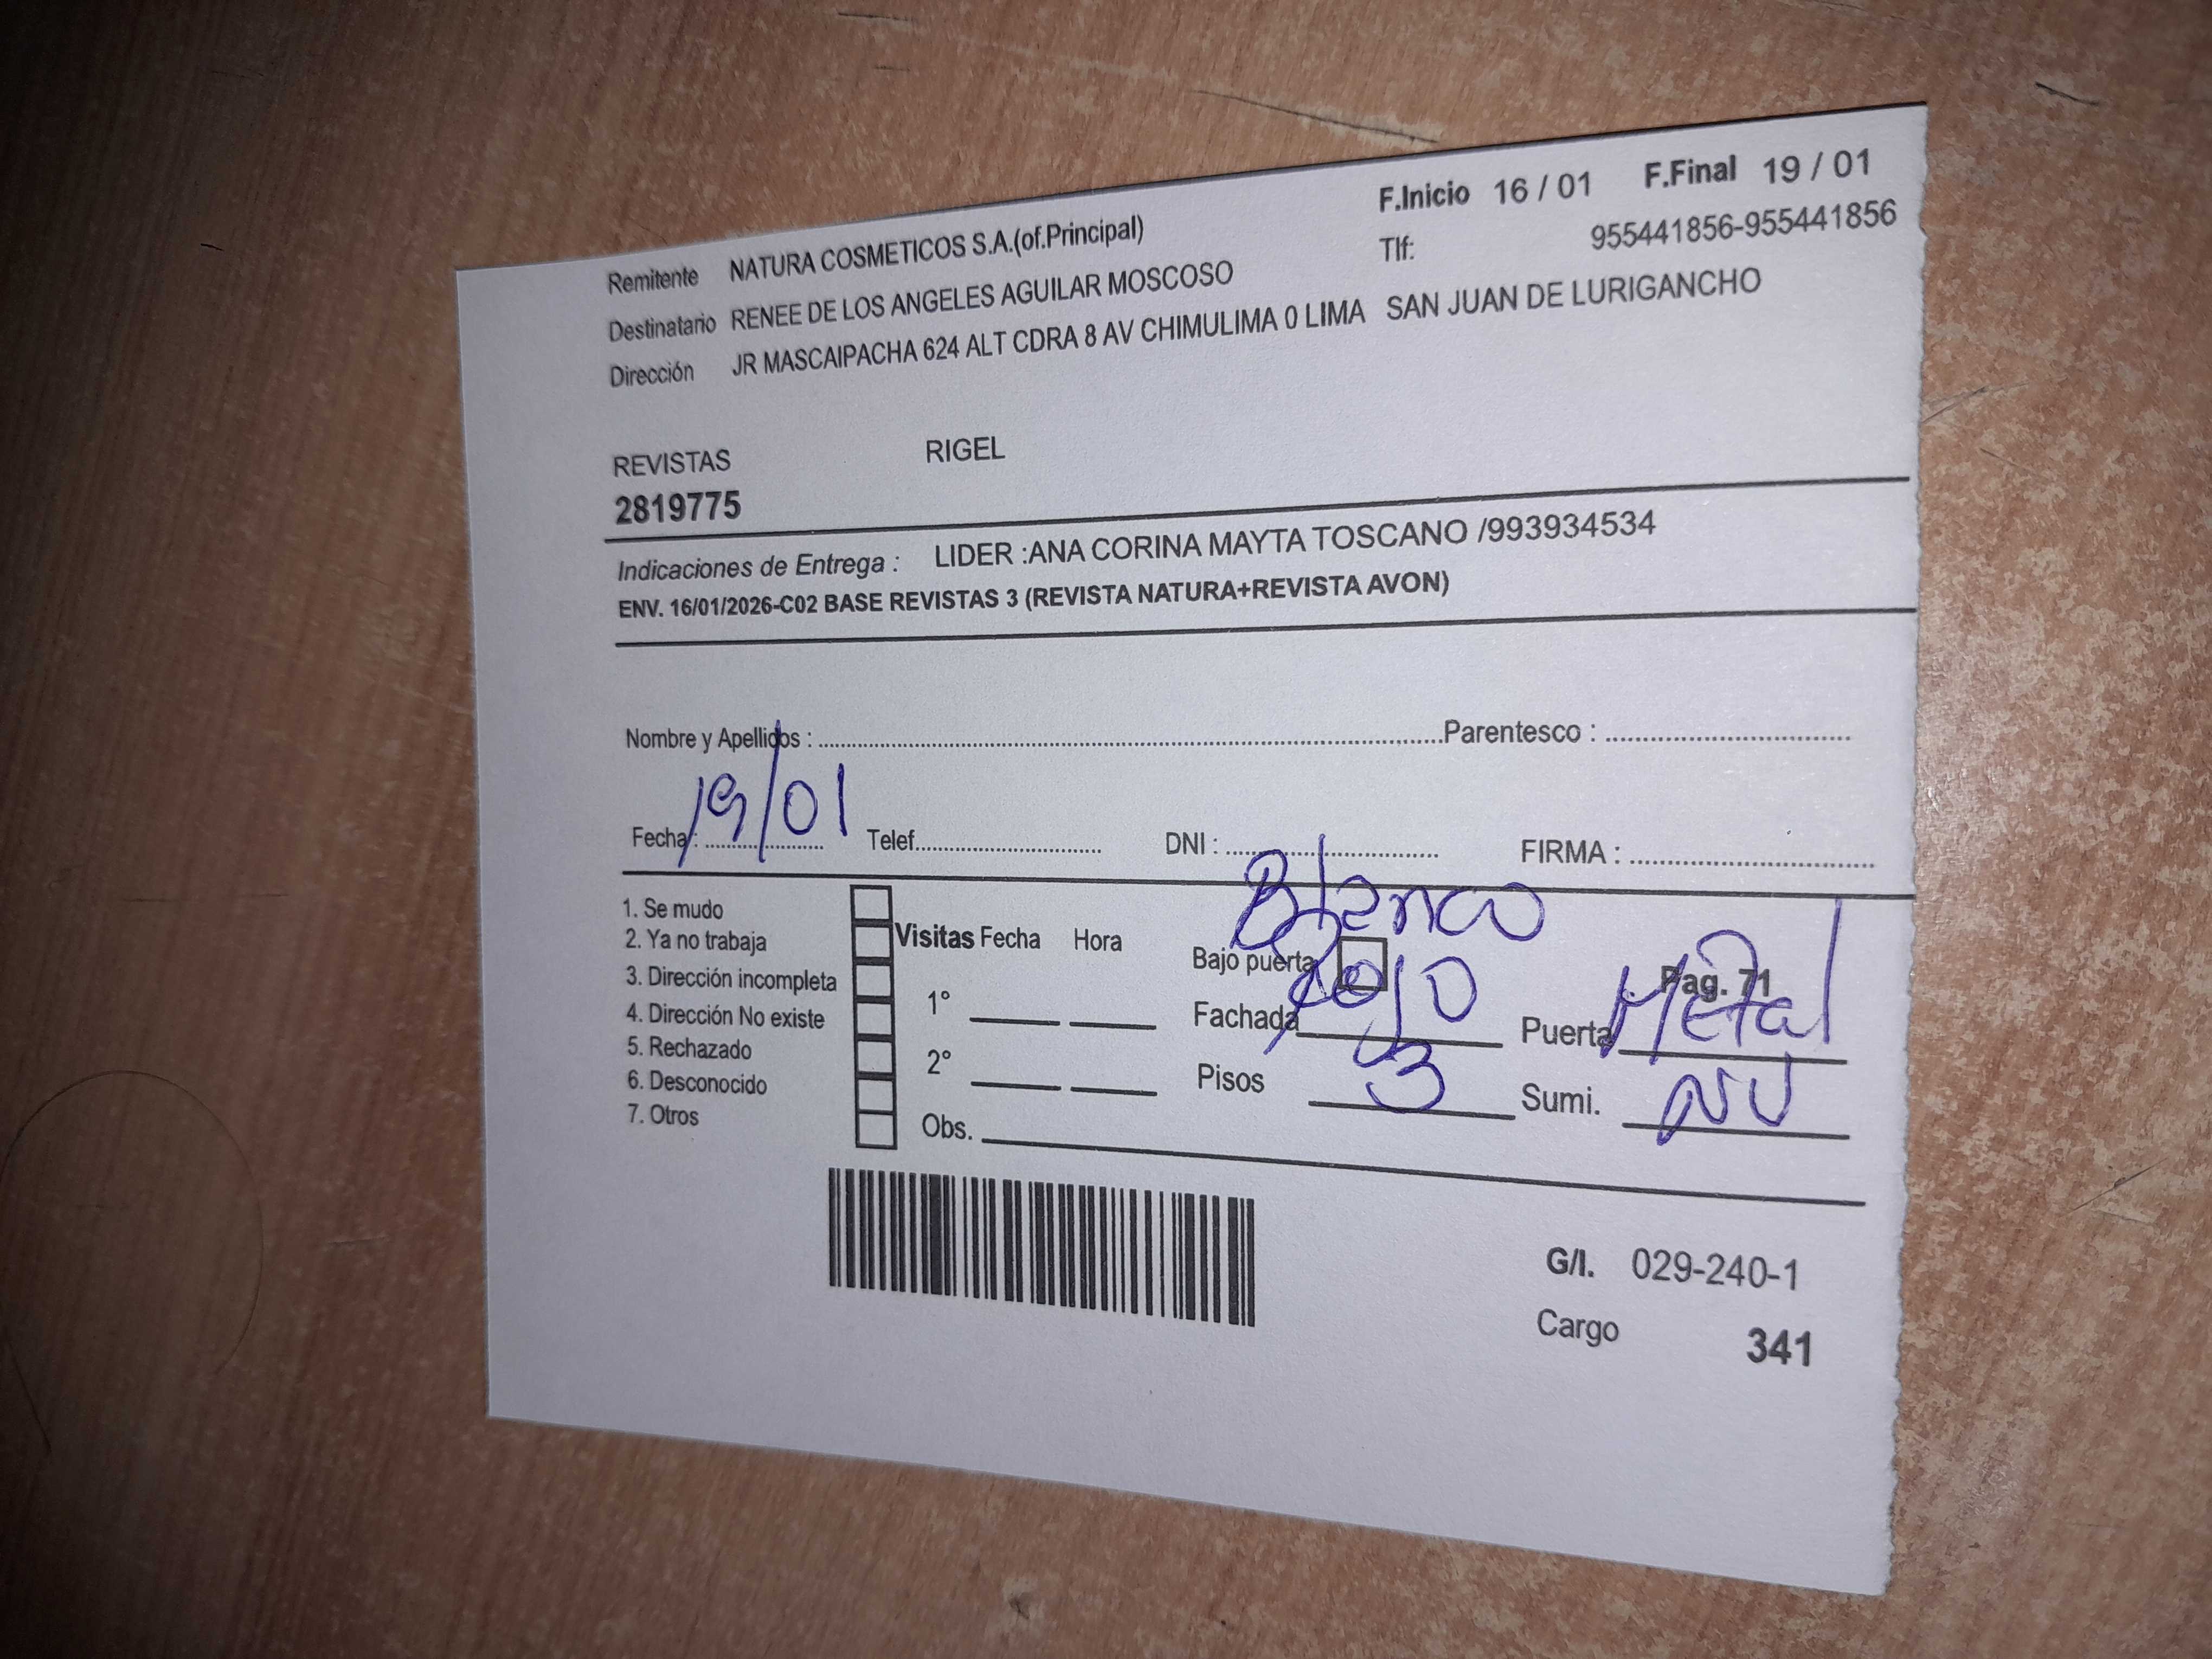 F.Inicio 16 / 01 F.Final 19 / 01
Remitente NATURA COSMETICOS S.A.(of.Principal) Tlf: 955441856-955441856
Destinatario RENEE DE LOS ANGELES AGUILAR MOSCOSO
Dirección JR MASCAIPACHA 624 ALT CDRA 8 AV CHIMULIMA 0 LIMA SAN JUAN DE LURIGANCHO
REVISTAS RIGEL
2819775
Indicaciones de Entrega : LIDER :ANA CORINA MAYTA TOSCANO /993934534
ENV. 16/01/2026-C02 BASE REVISTAS 3 (REVISTA NATURA+REVISTA AVON)
Nombre y Apellidos : Parentesco :
Fecha : 19/01 Telef. DNI : FIRMA :
1. Se mudo
2. Ya no trabaja
3. Dirección incompleta
4. Dirección No existe
5. Rechazado
6. Desconocido
7. Otros
Visitas Fecha Hora
1°
2°
Obs.
Blanco
Bajo puerta Pag. 71
Fachada Rojo Puerta Metal
Pisos 3 Sumi.
G/I. 029-240-1
Cargo 341